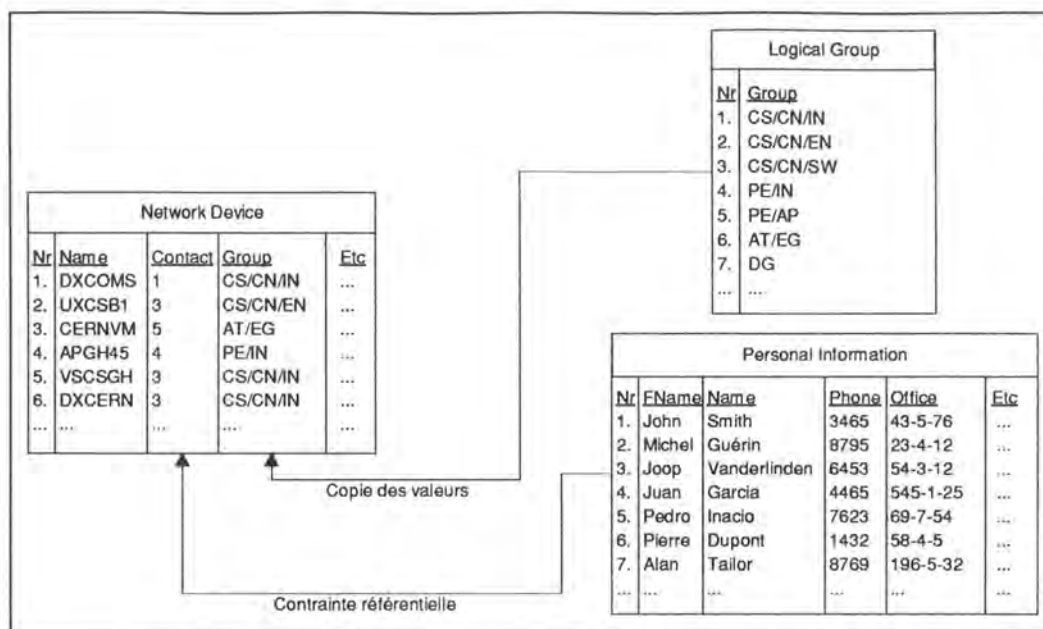 Logical Group
Nr Group
1. CS/CN/IN
2. CS/CN/EN
3. CS/CN/SW
4. PE/IN
5. PE/AP
6. AT/EG
7. DG
... ...
Network Device
Nr Name Contact Group Etc
1. DXCOMS 1 CS/CN/IN ...
2. UXCSB1 3 CS/CN/EN ...
3. CERNVM 5 AT/EG ...
4. APGH45 4 PE/IN ...
5. VSCSGH 3 CS/CN/IN ...
6. DXCERN 3 CS/CN/IN ...
... ... ... ... ...
Personal Information
Nr FName Name Phone Office Etc
1. John Smith 3465 43-5-76 ...
2. Michel Guérin 8795 23-4-12 ...
3. Joop Vanderlinden 6453 54-3-12 ...
4. Juan Garcia 4465 545-1-25 ...
5. Pedro Inacio 7623 69-7-54 ...
6. Pierre Dupont 1432 58-4-5 ...
7. Alan Tailor 8769 196-5-32 ...
... ... ... ... ... ...
Copie des valeurs
Contrainte référentielle